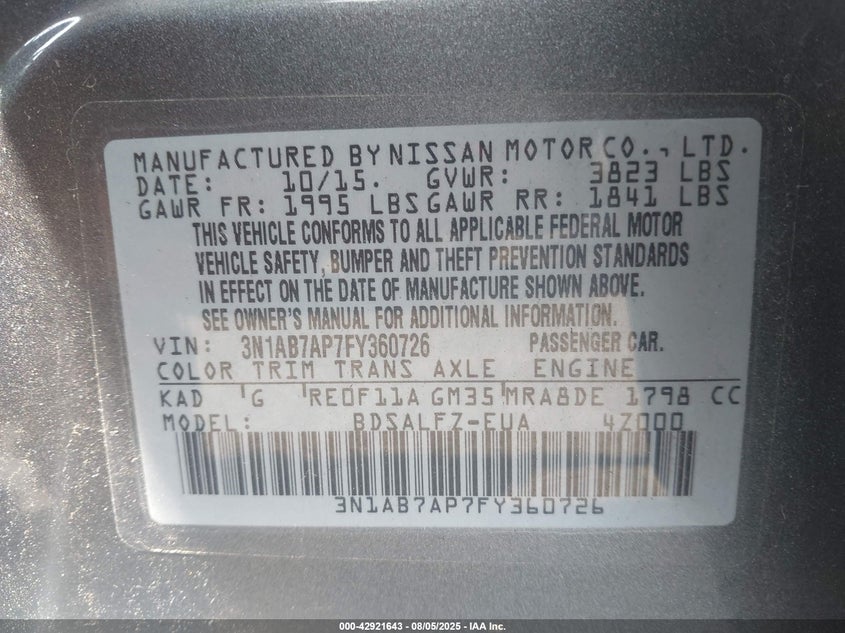 MANUFACTURED BY NISSAN MOTOR CO., LTD.
DATE: 10/15. GVWR: 3823 LBS
GAWR FR: 1995 LBS GAWR RR: 1841 LBS
THIS VEHICLE CONFORMS TO ALL APPLICABLE FEDERAL MOTOR
VEHICLE SAFETY, BUMPER AND THEFT PREVENTION STANDARDS
IN EFFECT ON THE DATE OF MANUFACTURE SHOWN ABOVE.
SEE OWNER'S MANUAL FOR ADDITIONAL INFORMATION.
VIN: 3N1AB7AP7FY360726 PASSENGER CAR.
COLOR TRIM TRANS AXLE ENGINE
KAD G RE0F11A GM35 MRA8DE 1798 CC
MODEL: BDSALFZ-EUA 4Z000
3N1AB7AP7FY360726
000-42921643 - 08/05/2025 - IAA Inc.